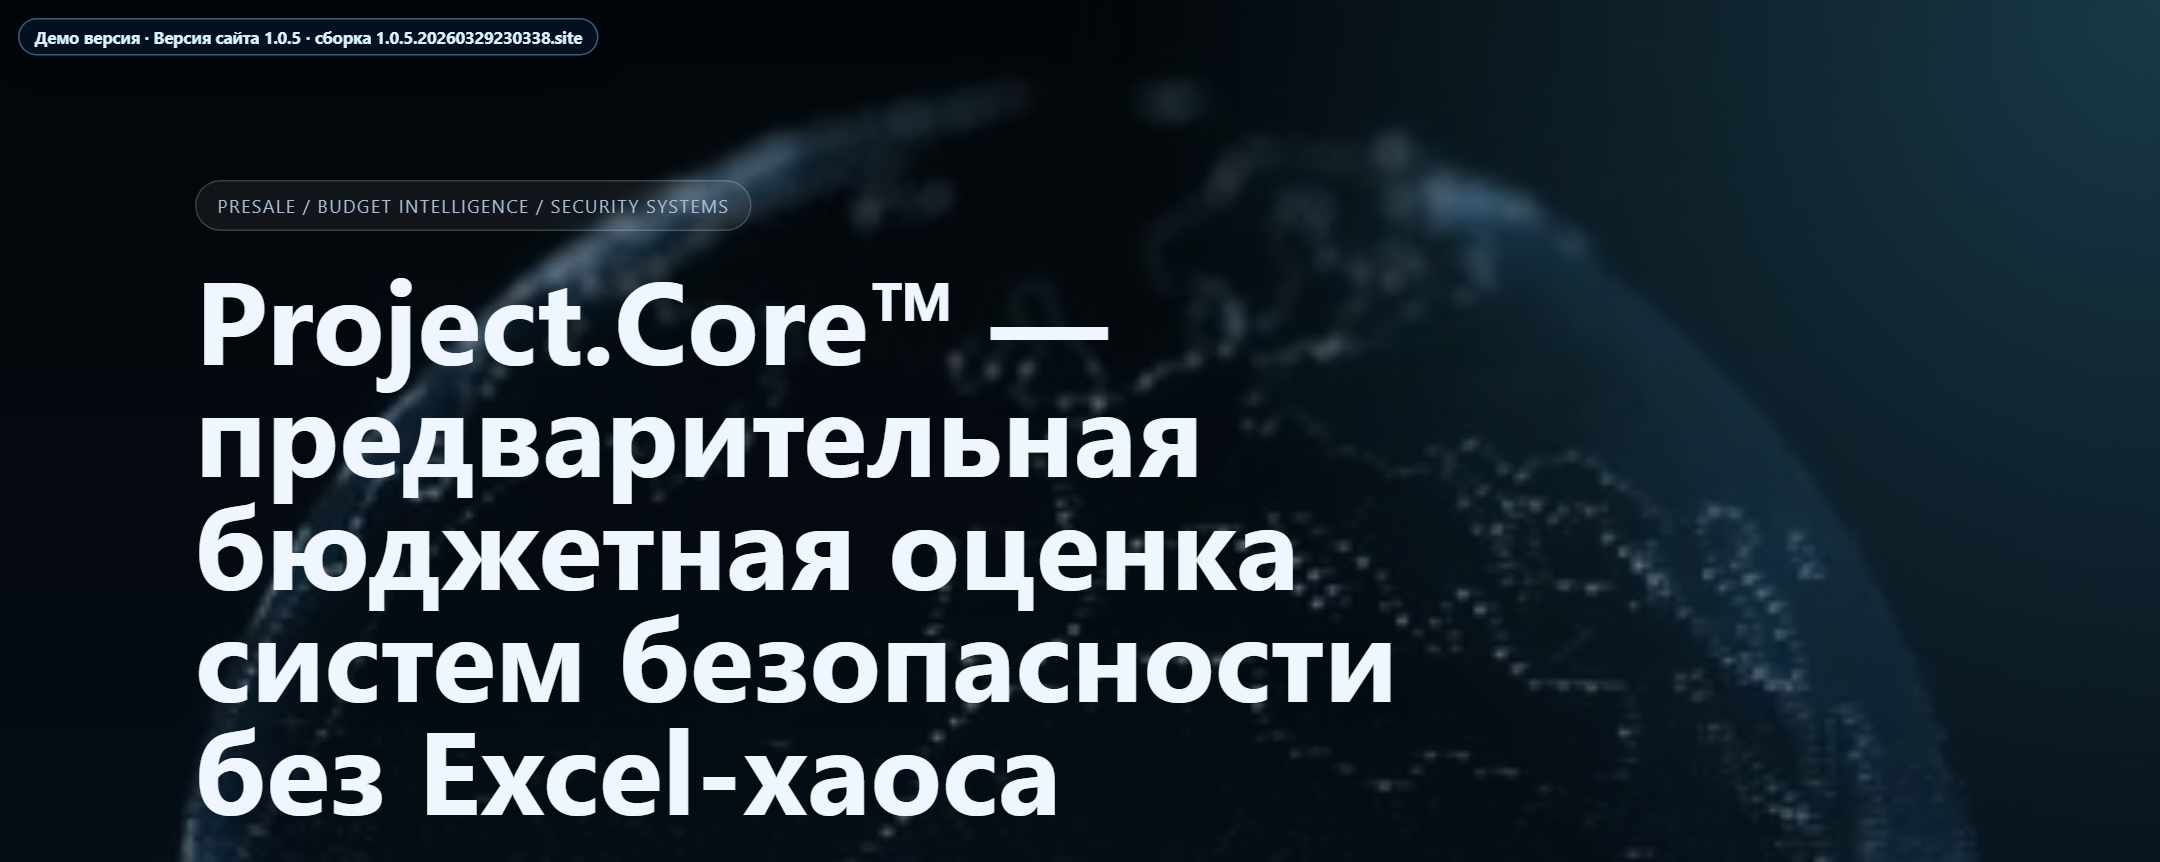 Демо версия · Версия сайта 1.0.5 · сборка 1.0.5.20260329230338.site
PRESALE / BUDGET INTELLIGENCE / SECURITY SYSTEMS
Project.Core™ —
предварительная
бюджетная оценка
систем безопасности
без Excel-хаоса